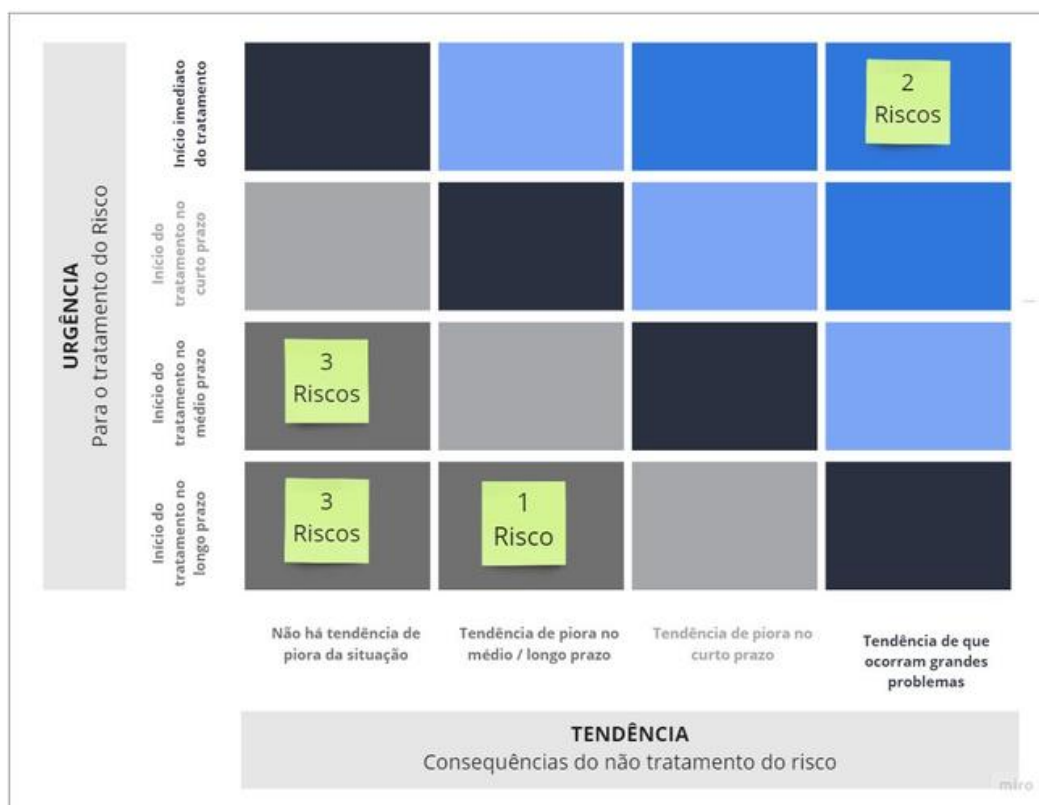 URGÊNCIA
Para o tratamento do Risco
Início imediato
do tratamento
2
Riscos
Início do
tratamento no
curto prazo
Início do
tratamento no
médio prazo
3
Riscos
Início do
tratamento no
longo prazo
3
Riscos
1
Risco
Não há tendência de
piora da situação
Tendência de piora no
médio / longo prazo
Tendência de piora no
curto prazo
Tendência de que
ocorram grandes
problemas
TENDÊNCIA
Consequências do não tratamento do risco
miro